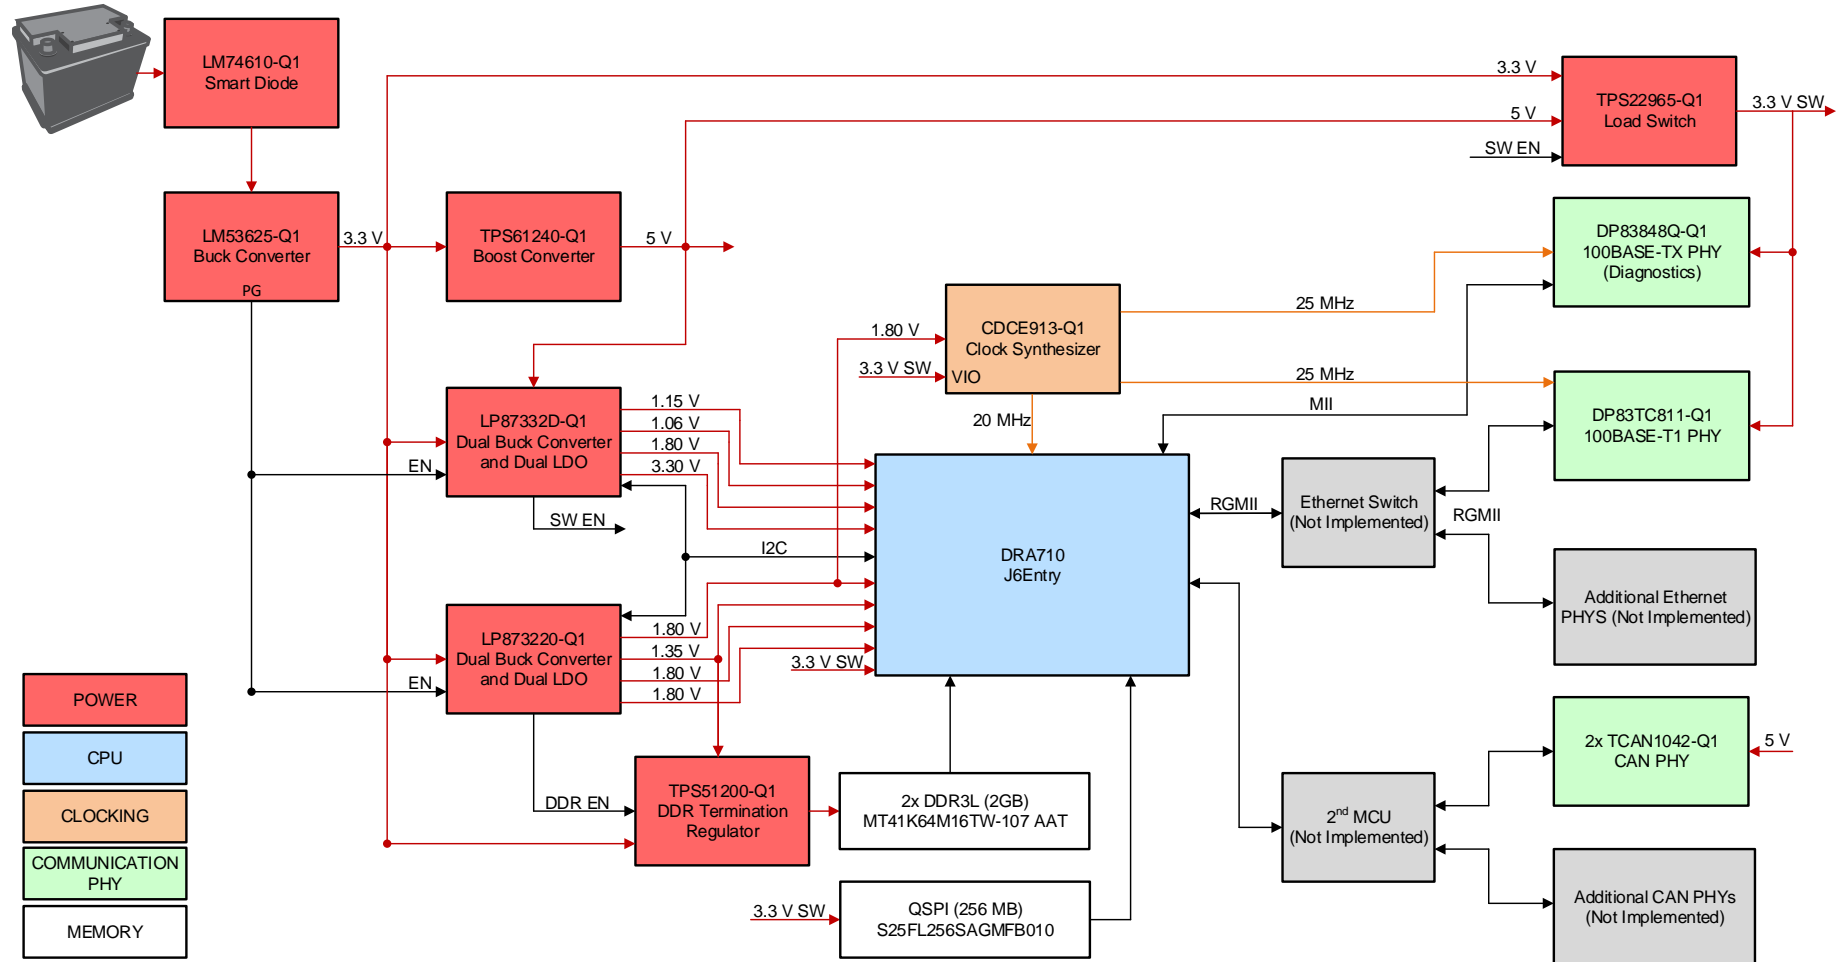 LM74610-Q1
Smart Diode
3.3 V
TPS22965-Q1
Load Switch
3.3 V SW
5 V
SW EN
LM53625-Q1
Buck Converter
PG
3.3 V
TPS61240-Q1
Boost Converter
5 V
DP83848Q-Q1
100BASE-TX PHY
(Diagnostics)
CDCE913-Q1
Clock Synthesizer
VIO
1.80 V
3.3 V SW
25 MHz
25 MHz
20 MHz
MII
DP83TC811-Q1
100BASE-T1 PHY
LP87332D-Q1
Dual Buck Converter
and Dual LDO
EN
1.15 V
1.06 V
1.80 V
3.30 V
SW EN
I2C
DRA710
J6Entry
RGMII
Ethernet Switch
(Not Implemented)
RGMII
Additional Ethernet
PHYS (Not Implemented)
LP873220-Q1
Dual Buck Converter
and Dual LDO
EN
1.80 V
1.35 V
1.80 V
1.80 V
3.3 V SW
DDR EN
TPS51200-Q1
DDR Termination
Regulator
2x DDR3L (2GB)
MT41K64M16TW-107 AAT
3.3 V SW
QSPI (256 MB)
S25FL256SAGMFB010
2nd MCU
(Not Implemented)
2x TCAN1042-Q1
CAN PHY
5 V
Additional CAN PHYs
(Not Implemented)
POWER
CPU
CLOCKING
COMMUNICATION
PHY
MEMORY